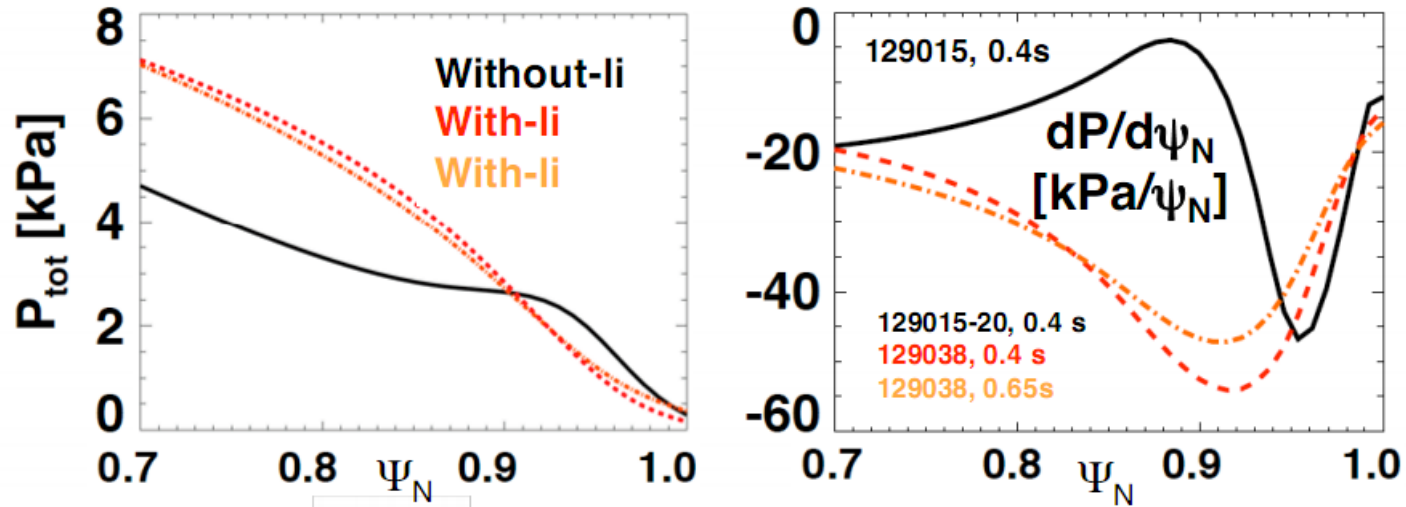 8
6
4
2
0
P_tot [kPa]
Without-li
With-li
With-li
0.7 0.8 0.9 1.0
Ψ_N
0
-20
-40
-60
129015, 0.4s
dP/dψ_N
[kPa/ψ_N]
129015-20, 0.4 s
129038, 0.4 s
129038, 0.65s
0.7 0.8 0.9 1.0
Ψ_N